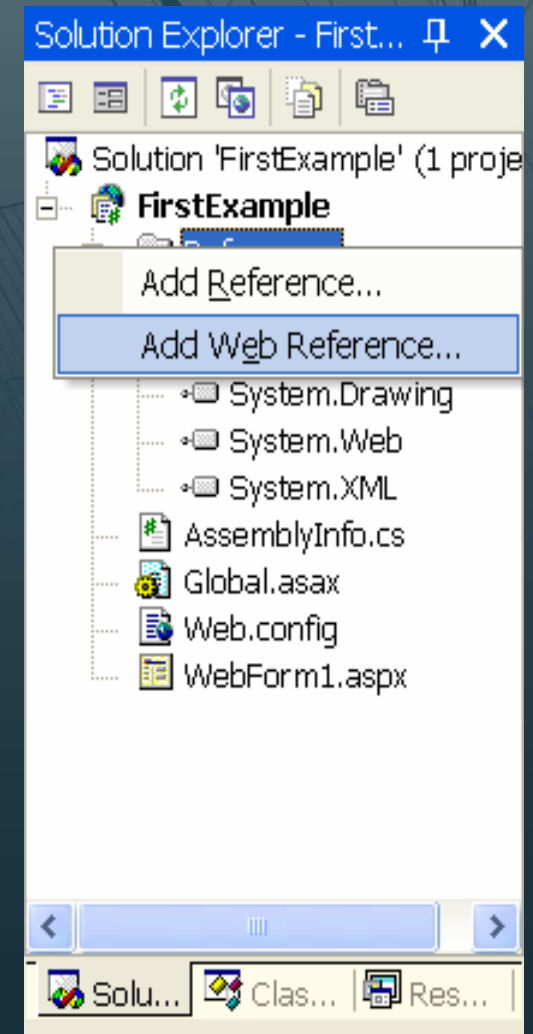 Solution Explorer - First...
Solution 'FirstExample' (1 proje
FirstExample
Add Reference...
Add Web Reference...
System.Drawing
System.Web
System.XML
AssemblyInfo.cs
Global.asax
Web.config
WebForm1.aspx
Solu... Clas... Res...